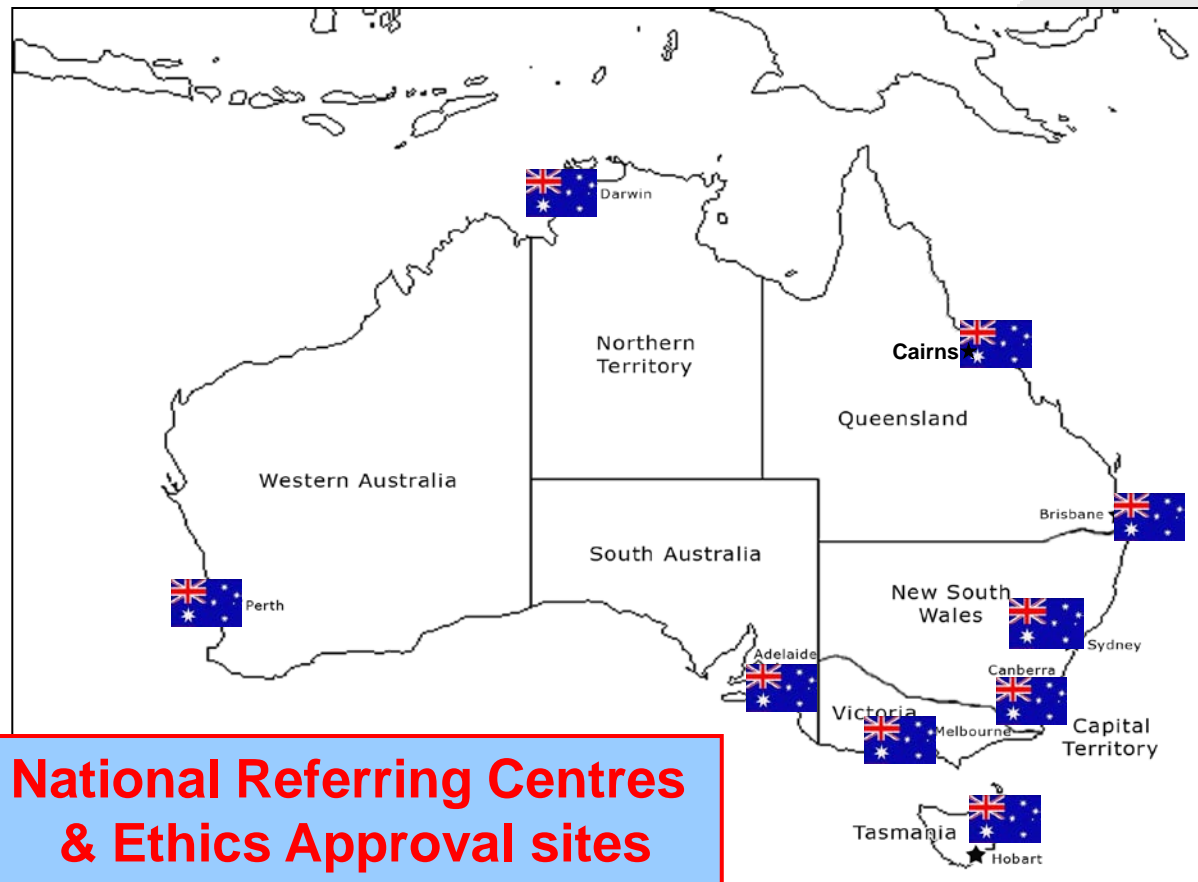 Darwin
Cairns
Northern
Territory
Queensland
Western Australia
Brisbane
South Australia
New South
Wales
Perth
Sydney
Adelaide
Canberra
Victoria
Melbourne
Capital
Territory
Tasmania
Hobart
National Referring Centres
& Ethics Approval sites